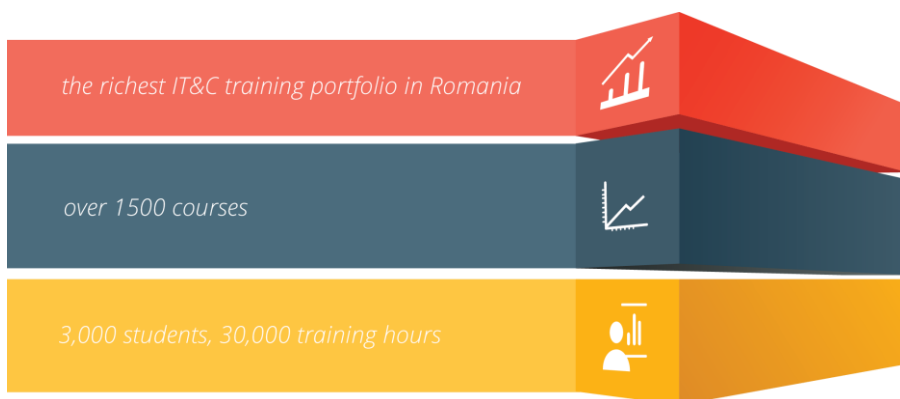 the richest IT&C training portfolio in Romania
over 1500 courses
3,000 students, 30,000 training hours